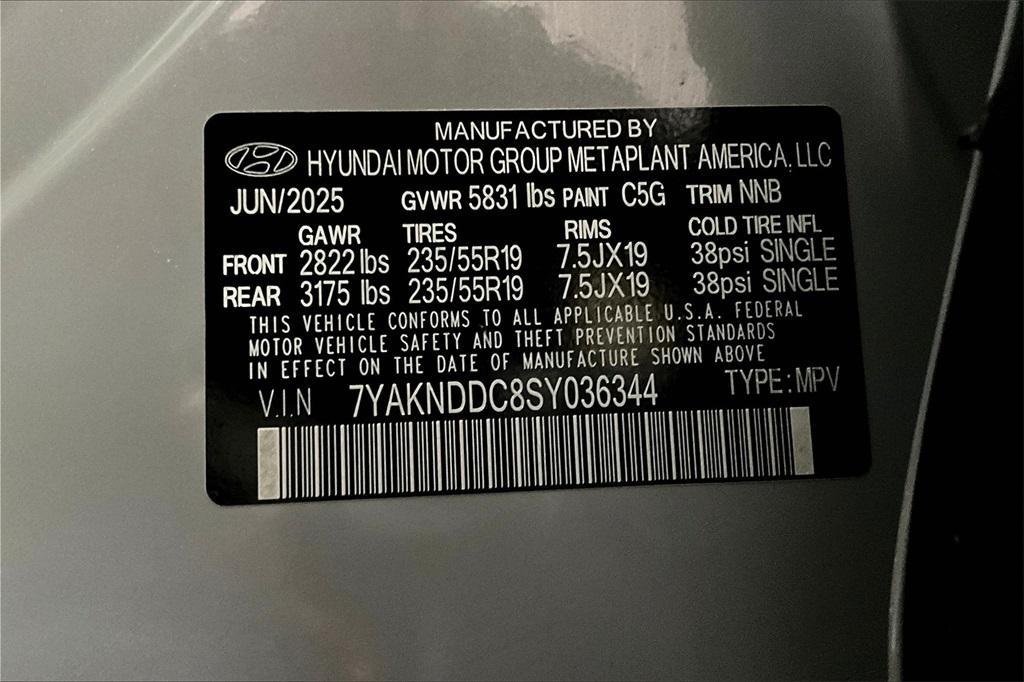 MANUFACTURED BY
HYUNDAI MOTOR GROUP METAPLANT AMERICA, LLC
JUN/2025 GVWR 5831 lbs PAINT C5G TRIM NNB
GAWR TIRES RIMS COLD TIRE INFL
FRONT 2822 lbs 235/55R19 7.5JX19 38psi SINGLE
REAR 3175 lbs 235/55R19 7.5JX19 38psi SINGLE
THIS VEHICLE CONFORMS TO ALL APPLICABLE U.S.A. FEDERAL
MOTOR VEHICLE SAFETY AND THEFT PREVENTION STANDARDS
IN EFFECT ON THE DATE OF MANUFACTURE SHOWN ABOVE
V.I.N 7YAKNDDC8SY036344 TYPE:MPV